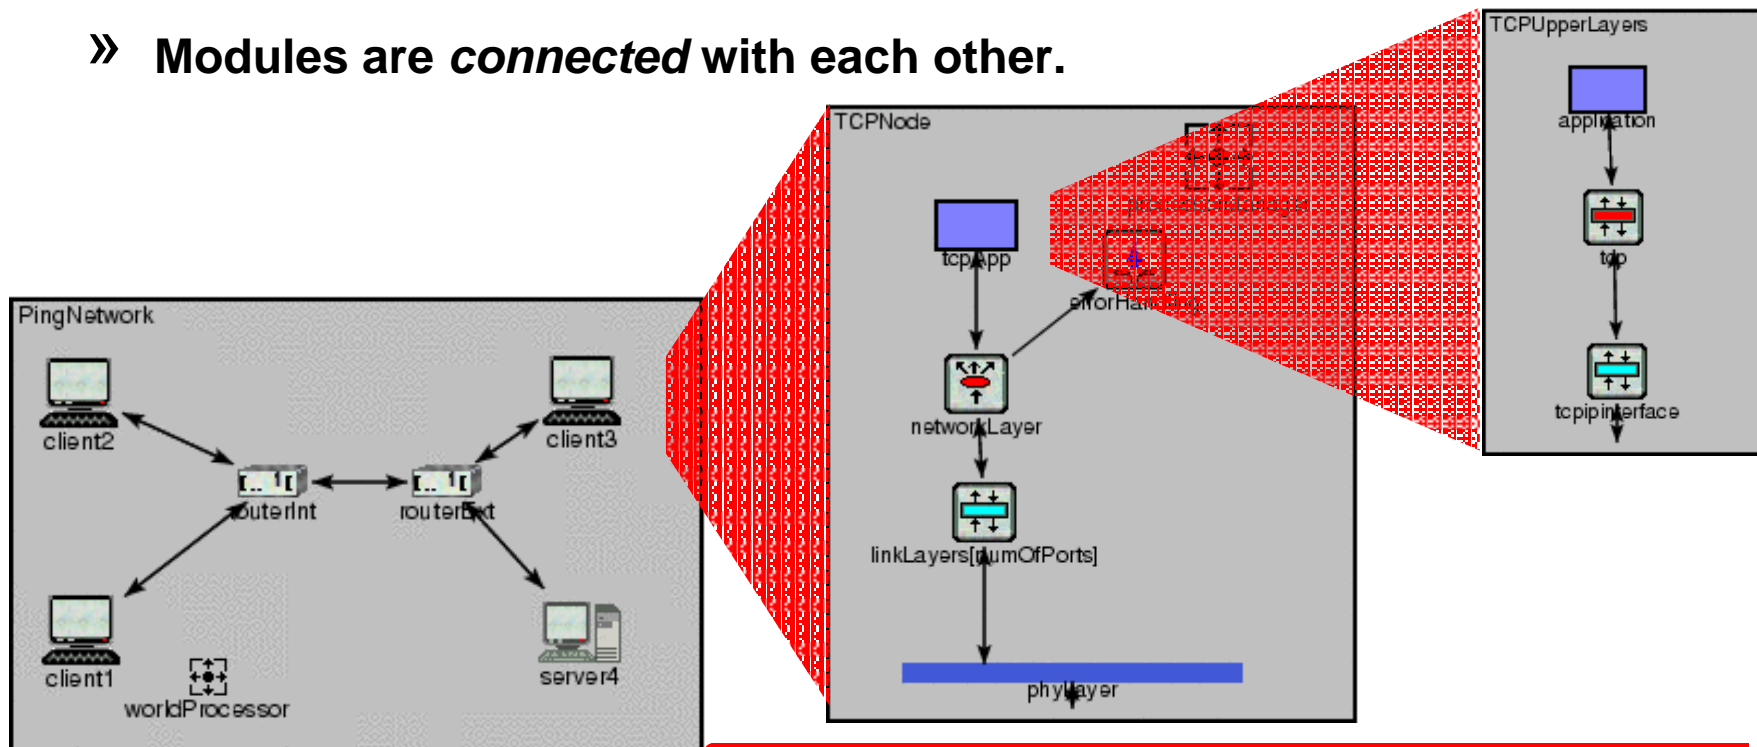 » Modules are connected with each other.
TCPUpperLayers
application
tcp
tcpipinterface
TCPNode
tcpApp
errorHandling
networkLayer
linkLayers[numOfPorts]
phyLayer
PingNetwork
client2
client3
routerInt
routerExt
client1
server4
worldProcessor